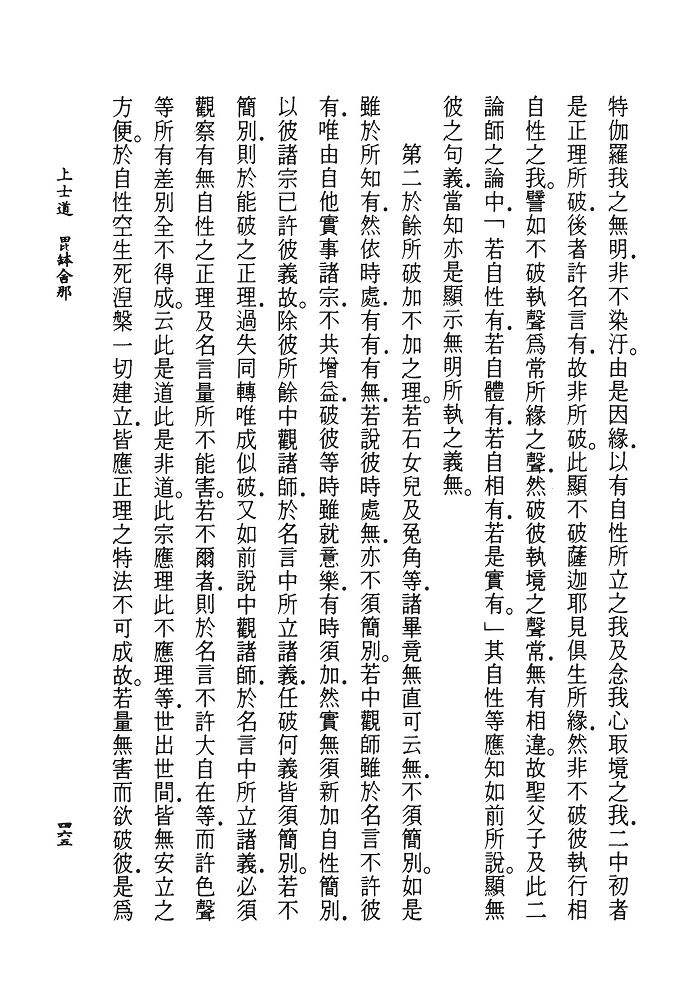 特伽羅我之無明．非不染汙。由是因緣．以有自性所立之我及念我心取境之我．二中初者
是正理所破．後者許名言有．故非所破。此顯不破薩迦耶見俱生所緣．然非不破彼執行相
自性之我。譬如不破執聲爲常所緣之聲．然破彼執境之聲常．無有相違。故聖父子及此二
論師之論中．「若自性有．若自體有．若自相有．若是實有。」其自性等應知如前所說。顯無
彼之句義．當知亦是顯示無明所執之義無。
第二於餘所破加不加之理。若石女兒及兔角等．諸畢竟無直可云無．不須簡別。如是
雖於所知有．然依時處．有有．有無．若說彼時處無．亦不須簡別。若中觀師雖於名言不許彼
有．唯由自他實事諸宗．不共增益．破彼等時雖就意樂．有時須加．然實無須新加自性簡別．
以彼諸宗已許彼義故。除彼所餘中觀諸師．於名言中所立諸義．任破何義皆須簡別。若不
簡別．則於能破之正理．過失同轉唯成似破．又如前說中觀諸師．於名言中所立諸義．必須
觀察有無自性之正理及名言量所不能害。若不爾者．則於名言不許大自在等．而許色聲
等所有差別全不得成。云此是道此是非道。此宗應理此不應理等．世出世間．皆無安立之
方便。於自性空生死涅槃一切建立．皆應正理之特法不可成故。若量無害而欲破彼．是爲
上士道　毘鉢舍那
四六五